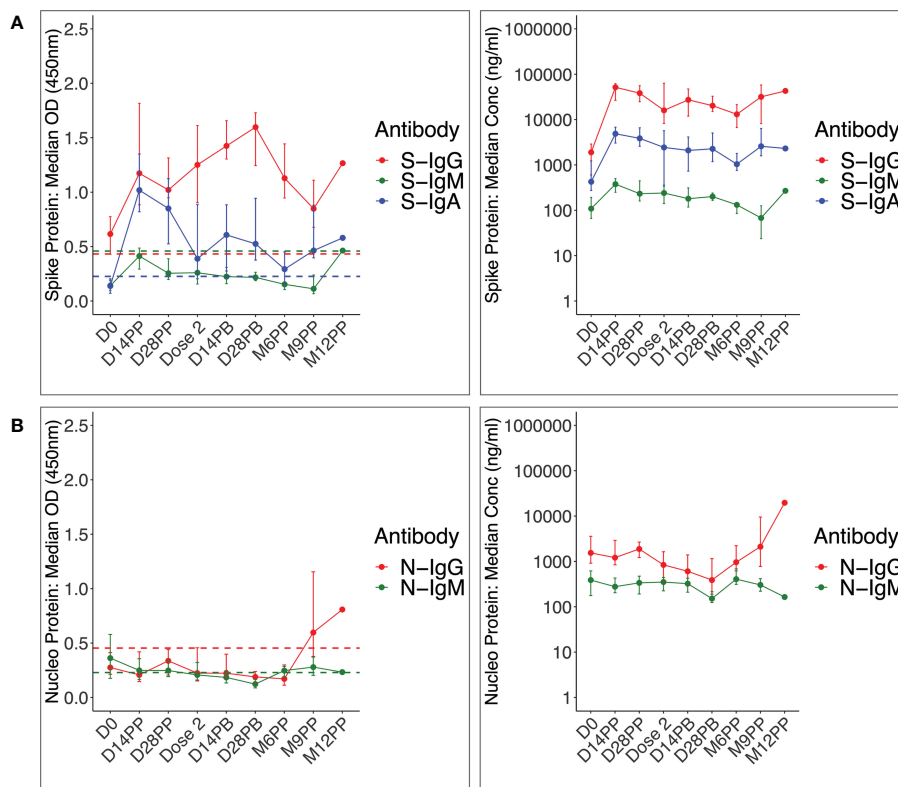 A
Spike Protein: Median OD (450nm)
2.5
2.0
1.5
1.0
0.5
0.0
D0
D14PP
D28PP
Dose 2
D14PB
D28PB
M6PP
M9PP
M12PP
Antibody
S-IgG
S-IgM
S-IgA
Spike Protein: Median Conc (ng/ml)
1000000
100000
10000
1000
100
10
1
D0
D14PP
D28PP
Dose 2
D14PB
D28PB
M6PP
M9PP
M12PP
Antibody
S-IgG
S-IgM
S-IgA
B
Nucleo Protein: Median OD (450nm)
2.5
2.0
1.5
1.0
0.5
0.0
D0
D14PP
D28PP
Dose 2
D14PB
D28PB
M6PP
M9PP
M12PP
Antibody
N-IgG
N-IgM
Nucleo Protein: Median Conc (ng/ml)
1000000
10000
1000
100
10
1
D0
D14PP
D28PP
Dose 2
D14PB
D28PB
M6PP
M9PP
M12PP
Antibody
N-IgG
N-IgM